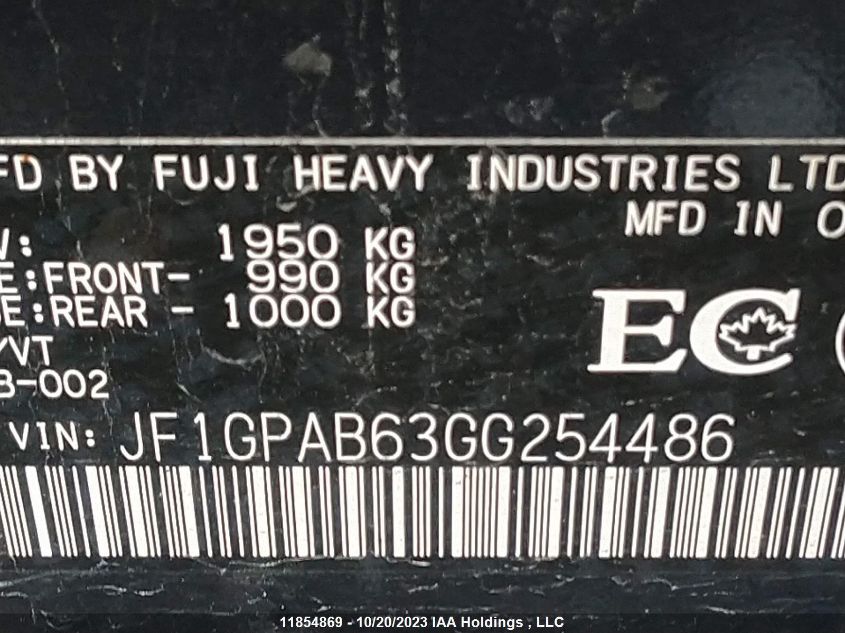 FD BY FUJI HEAVY INDUSTRIES LTD
MFD IN O
W: 1950 KG
E:FRONT- 990 KG
E:REAR - 1000 KG
EC
/VT
B-002
VIN: JF1GPAB63GG254486
11854869 - 10/20/2023 IAA Holdings , LLC